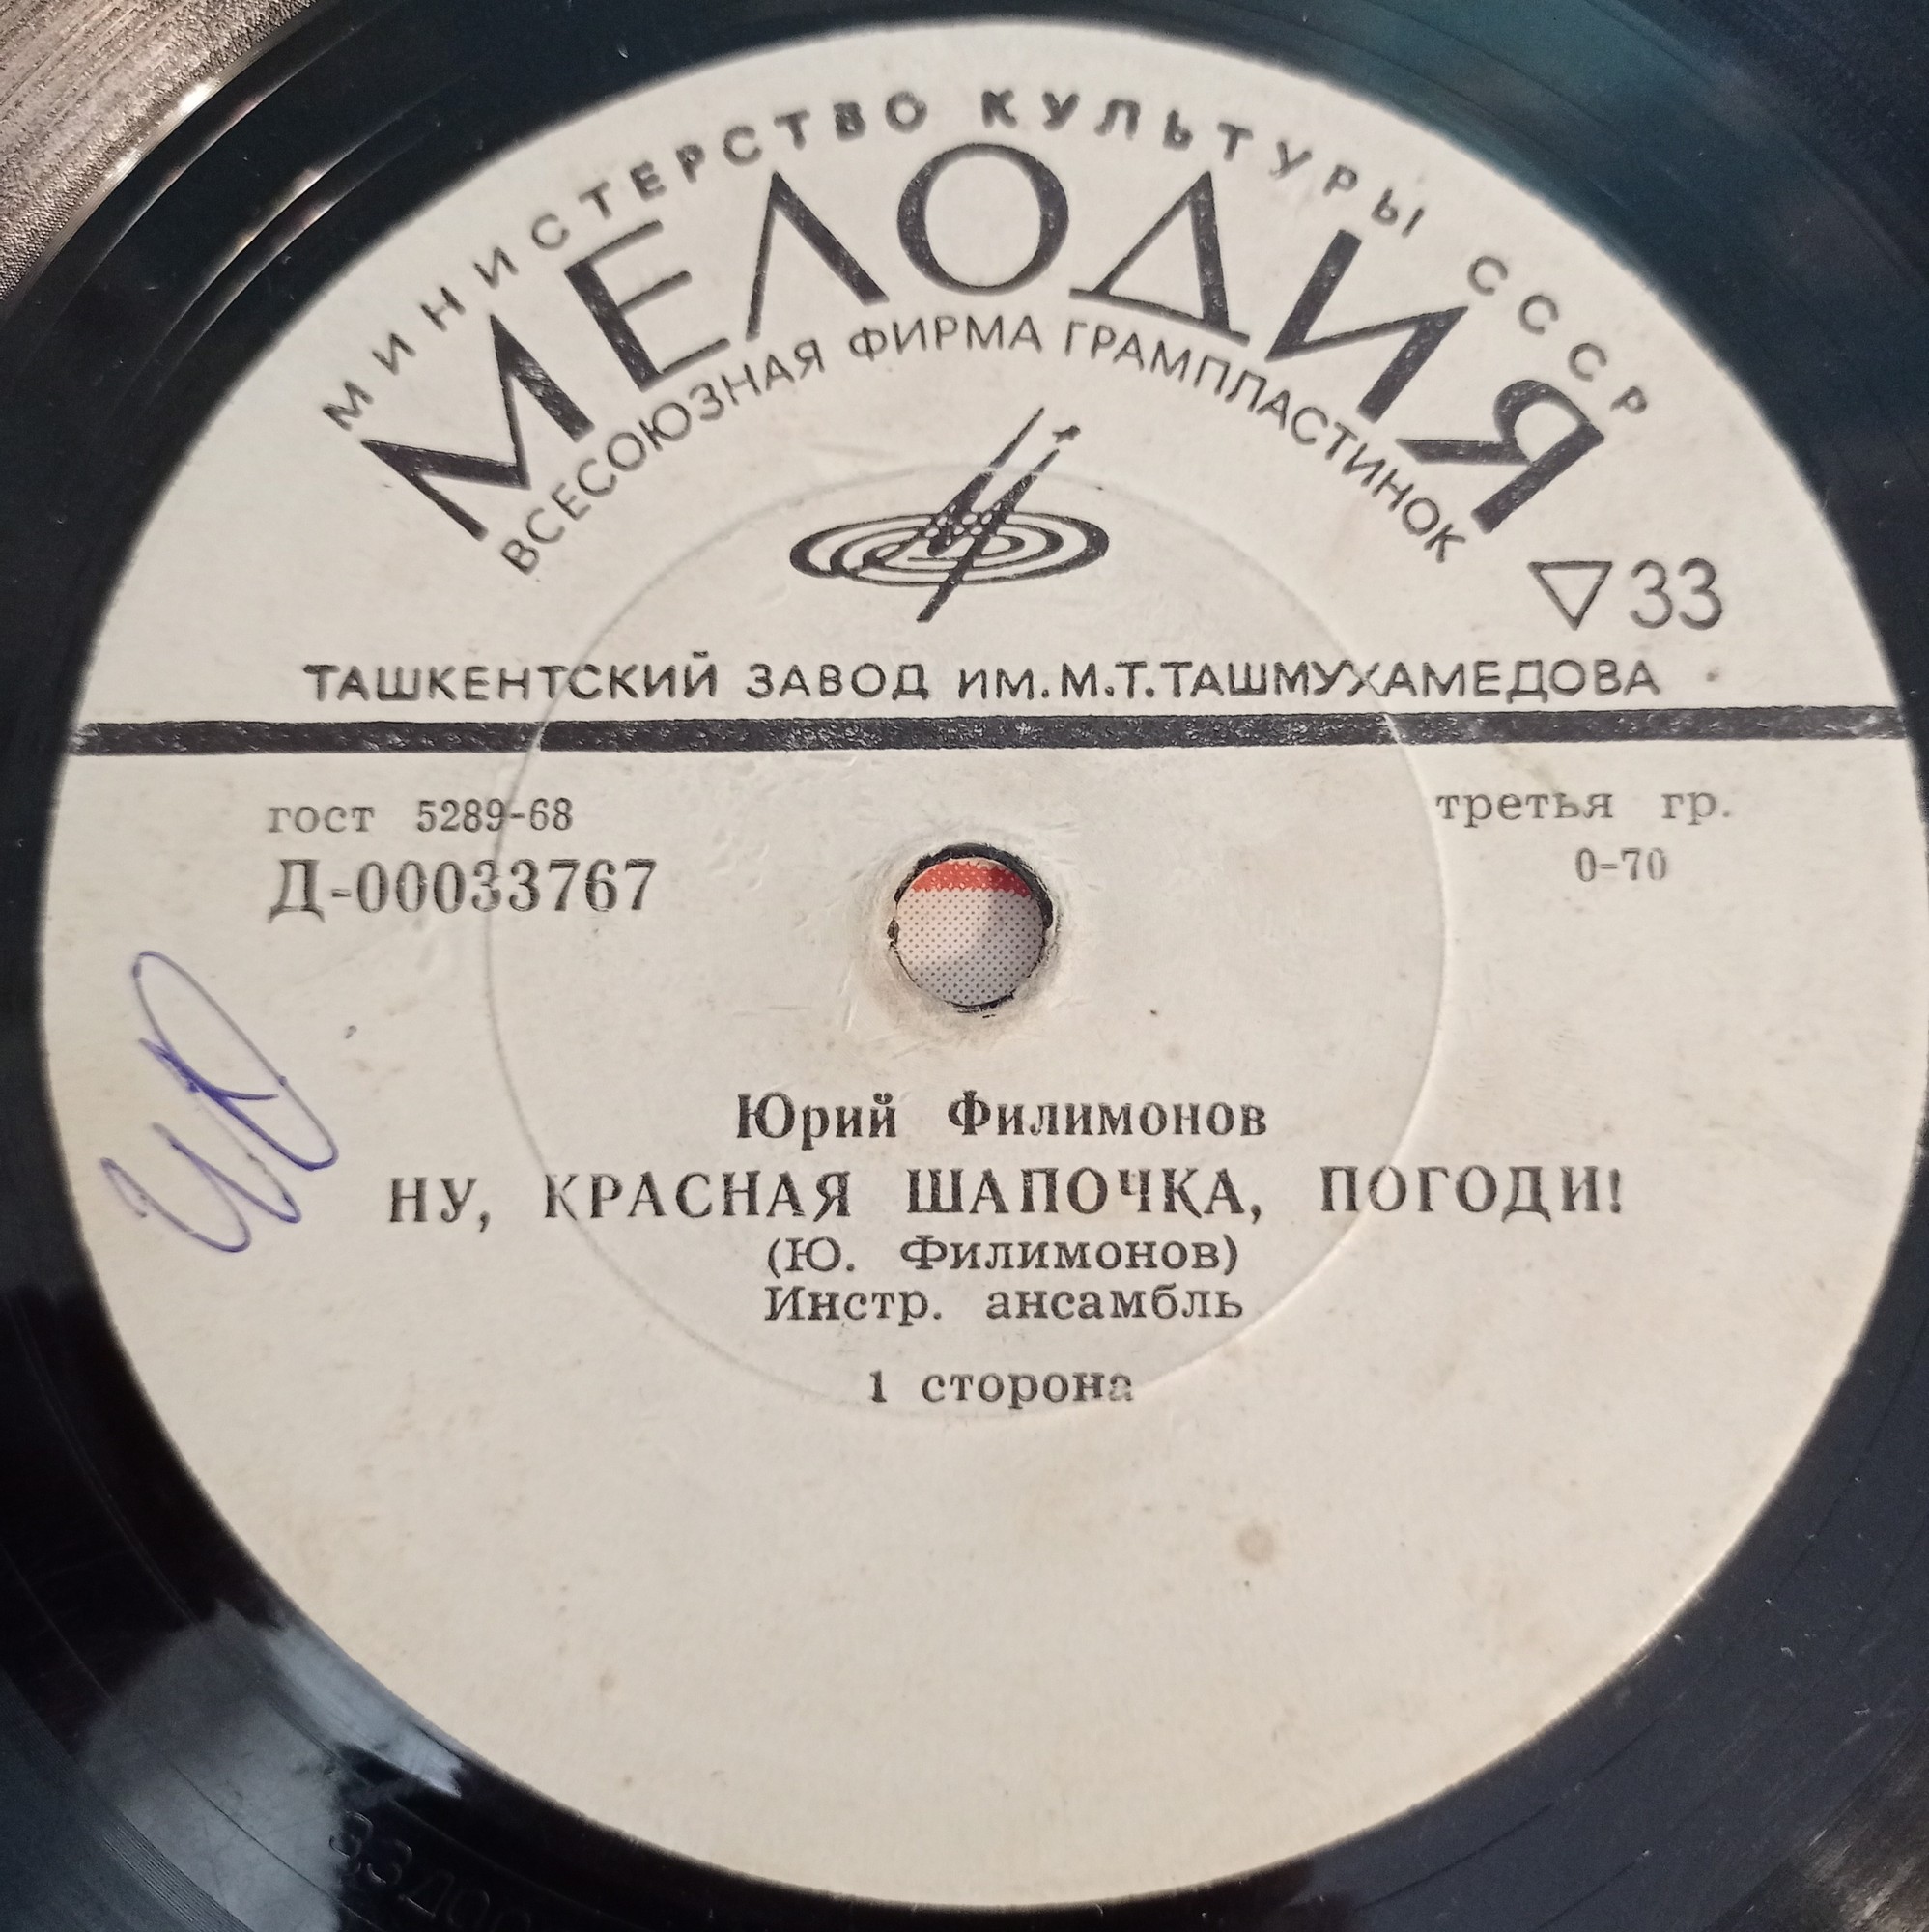 МИНИСТЕРСТВО КУЛЬТУРЫ СССР
МЕЛОДИЯ
ВСЕСОЮЗНАЯ ФИРМА ГРАМПЛАСТИНОК
33
ТАШКЕНТСКИЙ ЗАВОД ИМ. М.Т. ТАШМУХАМЕДОВА
гост 5289-68
третья гр.
Д-00033767
0-70
Юрий Филимонов
НУ, КРАСНАЯ ШАПОЧКА, ПОГОДИ!
(Ю. Филимонов)
Инстр. ансамбль
1 сторона